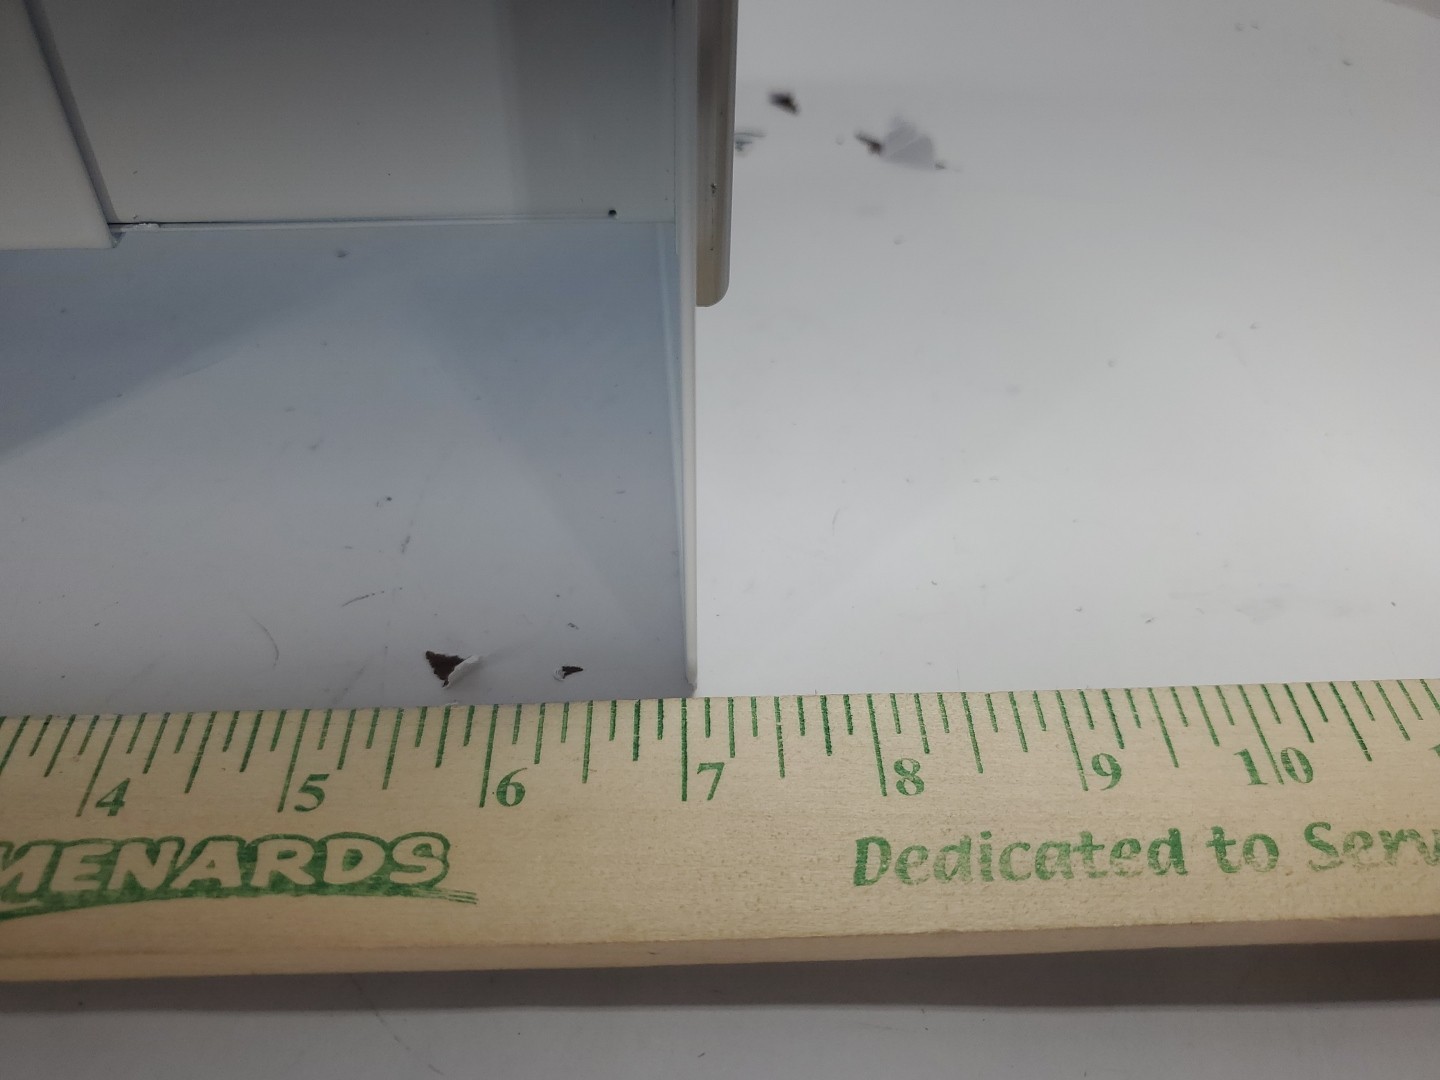 4 5 6 7 8 9 10
MENARDS Dedicated to Serv